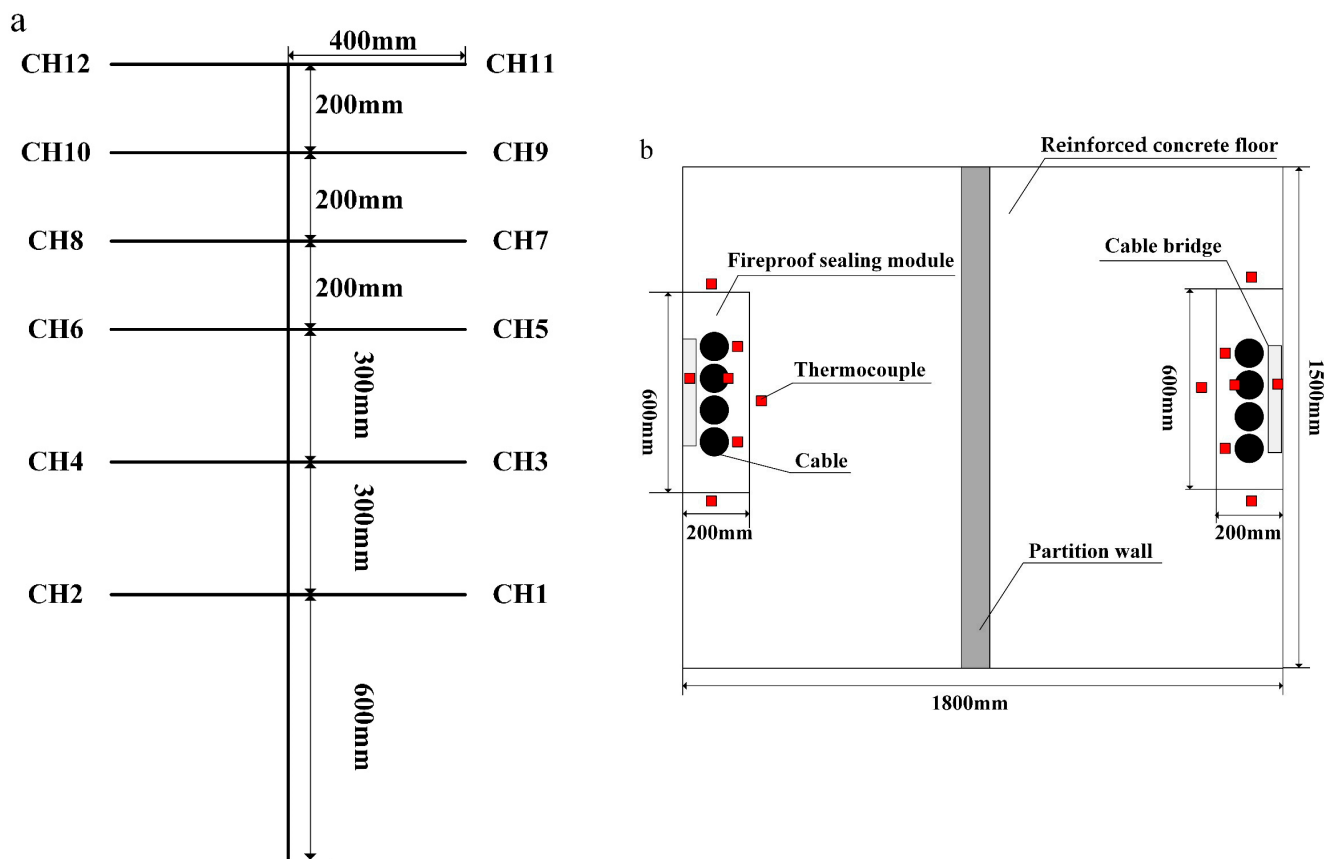 a
400mm
CH12
CH11
200mm
CH10
CH9
200mm
CH8
CH7
200mm
CH6
CH5
300mm
CH4
CH3
300mm
CH2
CH1
600mm
b
Reinforced concrete floor
Fireproof sealing module
Cable bridge
Thermocouple
600mm
600mm
1500mm
Cable
200mm
200mm
Partition wall
1800mm